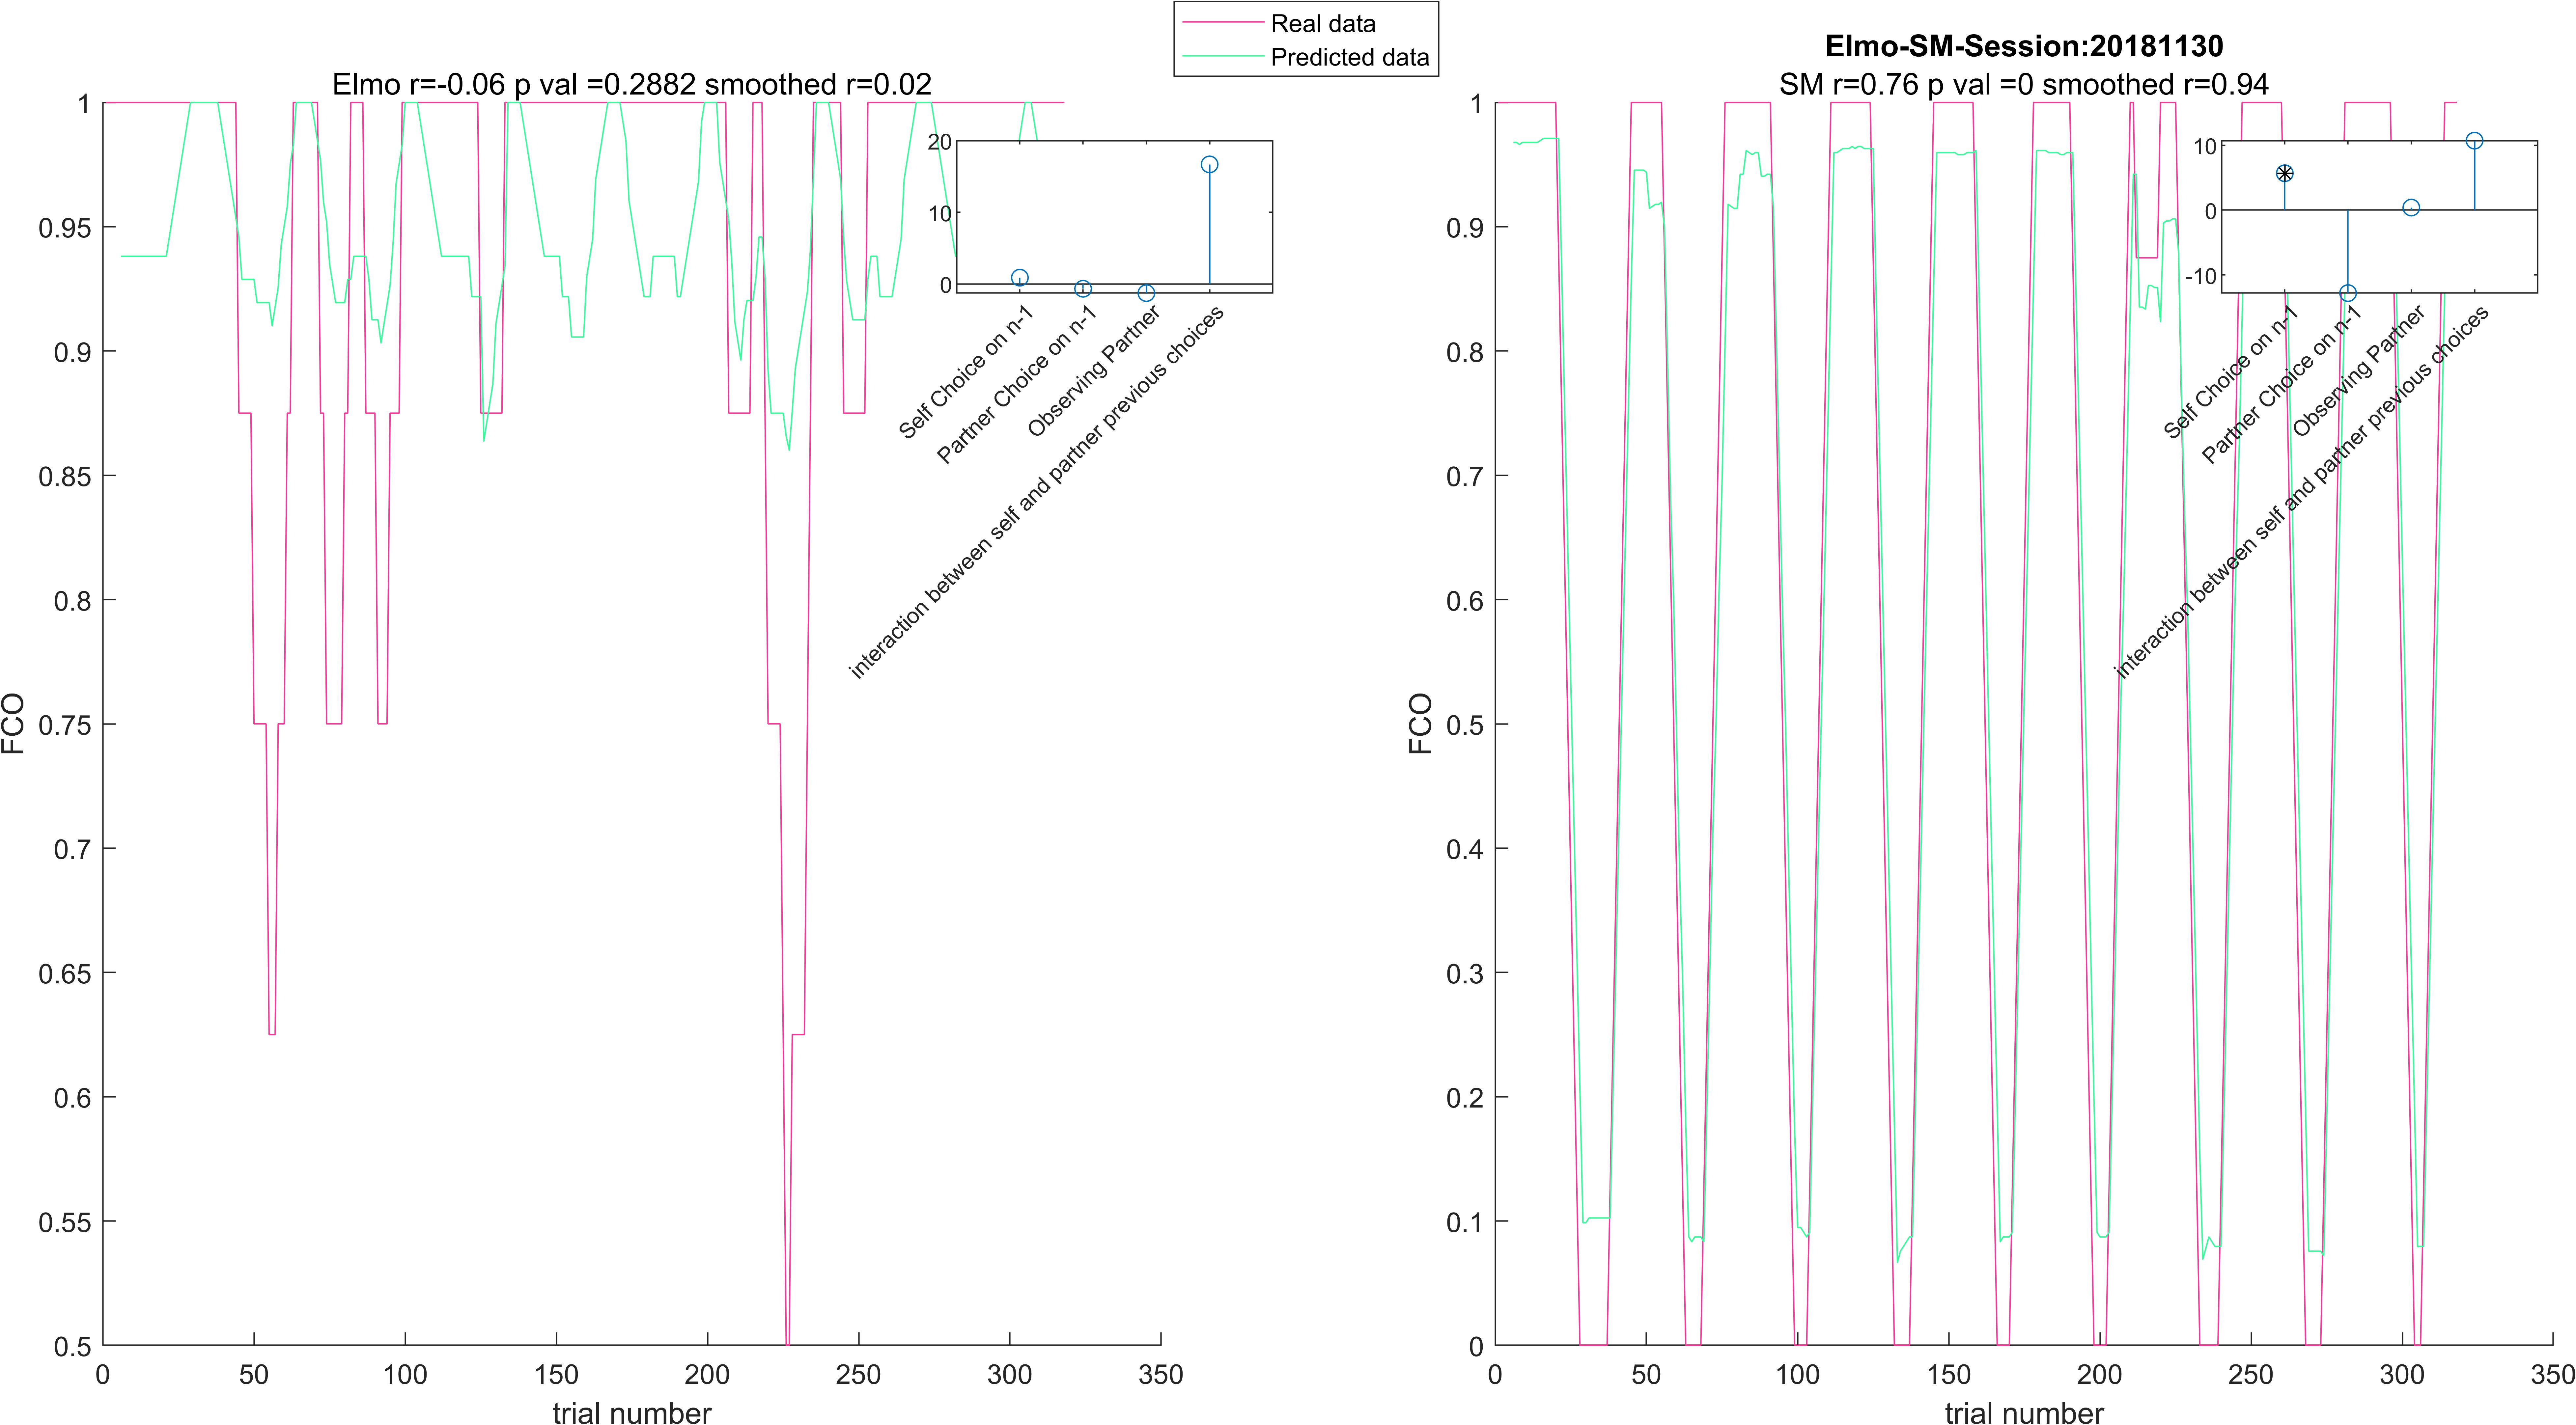 Real data
Predicted data
Elmo r=-0.06 p val =0.2882 smoothed r=0.02
1
0.95
0.9
0.85
0.8
0.75
0.7
0.65
0.6
0.55
0.5
FCO
0 50 100 150 200 250 300 350
trial number
20
10
0
Self Choice on n-1
Partner Choice on n-1
Observing Partner
interaction between self and partner previous choices
Elmo-SM-Session:20181130
SM r=0.76 p val =0 smoothed r=0.94
1
0.9
0.8
0.7
0.6
0.5
0.4
0.3
0.2
0.1
0
FCO
0 50 100 150 200 250 300 350
trial number
10
0
-10
Self Choice on n-1
Partner Choice on n-1
Observing Partner
interaction between self and partner previous choices